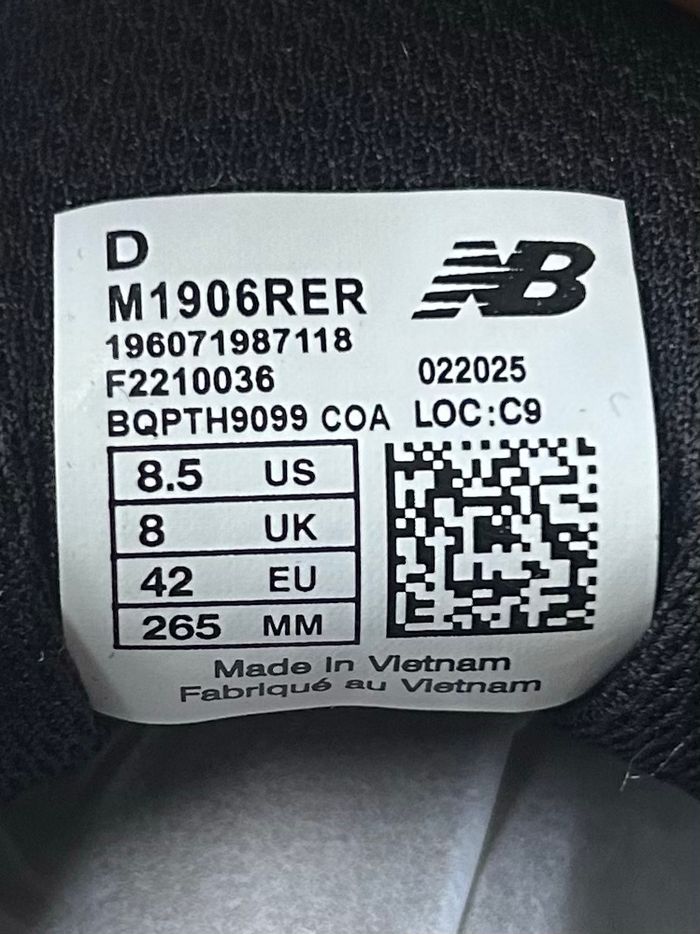 D
NB
M1906RER
196071987118
F2210036 022025
BQPTH9099 COA LOC:C9
8.5 US
8 UK
42 EU
265 MM
Made in Vietnam
Fabriqué au Vietnam